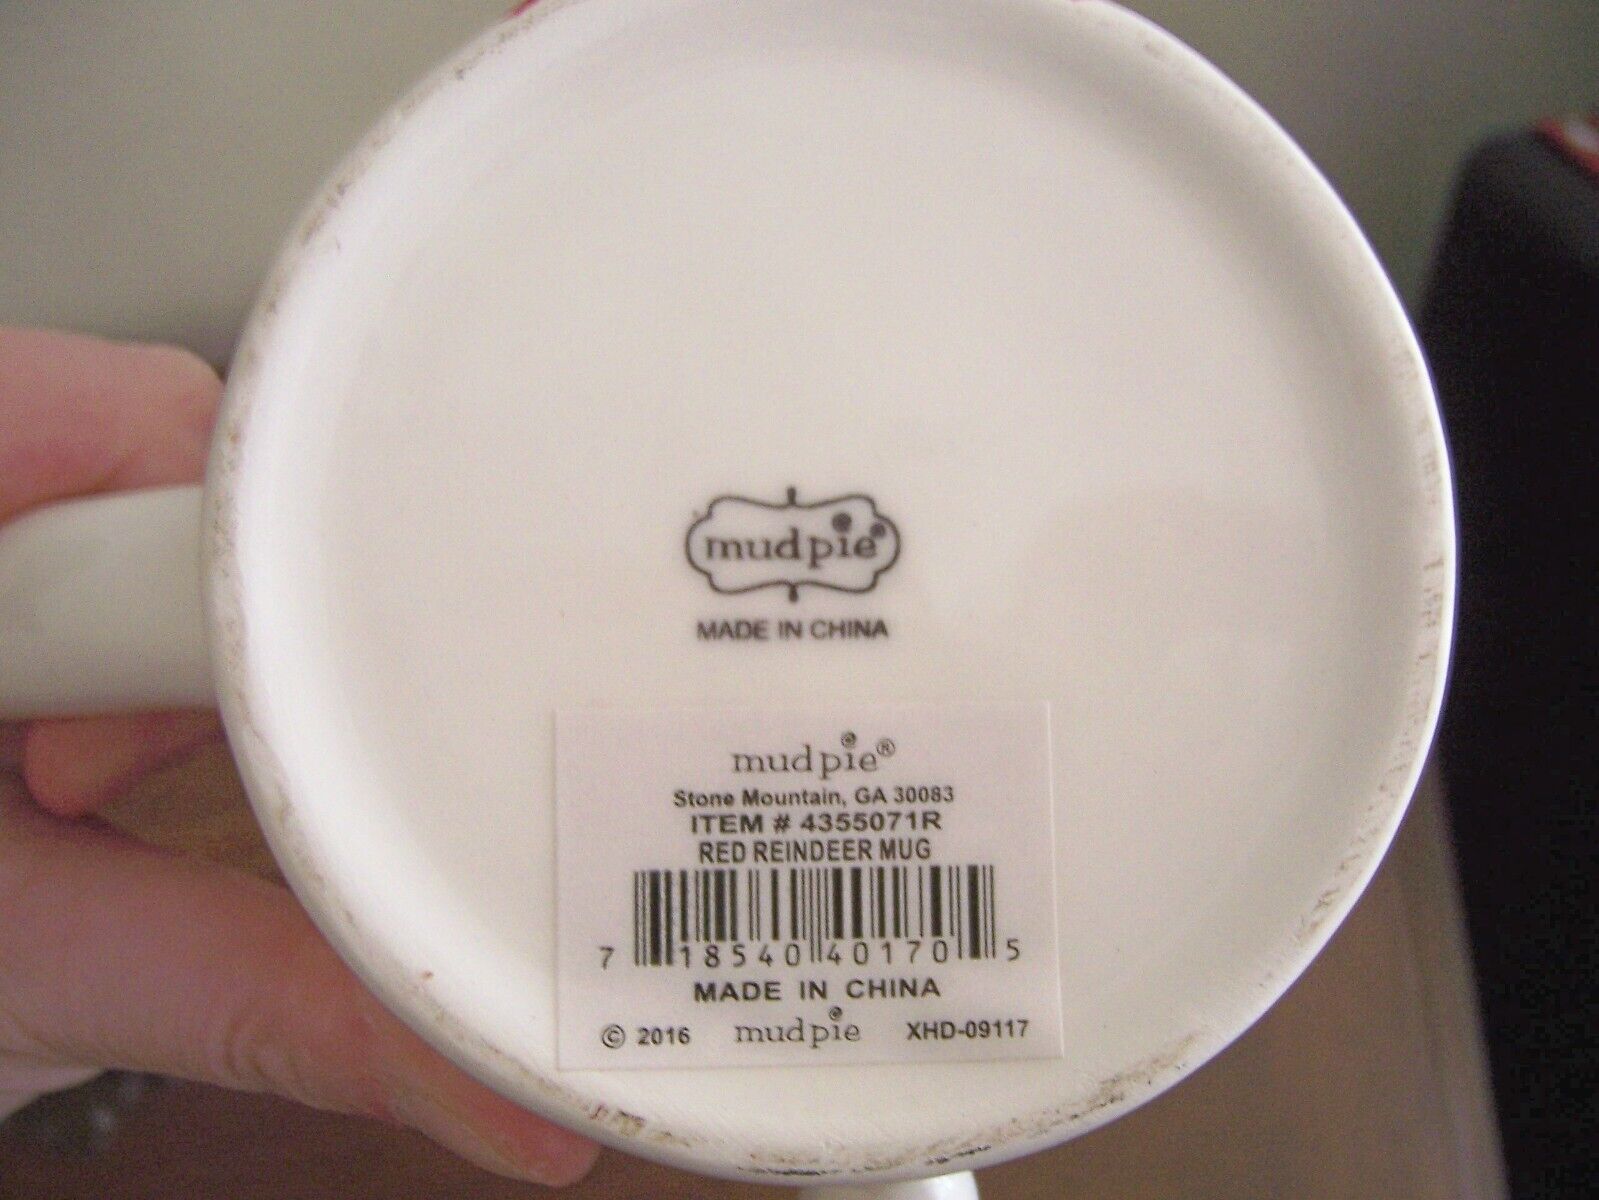 mudpie®
MADE IN CHINA
mudpie®
Stone Mountain, GA 30083
ITEM # 4355071R
RED REINDEER MUG
7 18540 40170 5
MADE IN CHINA
© 2016 mudpie XHD-09117